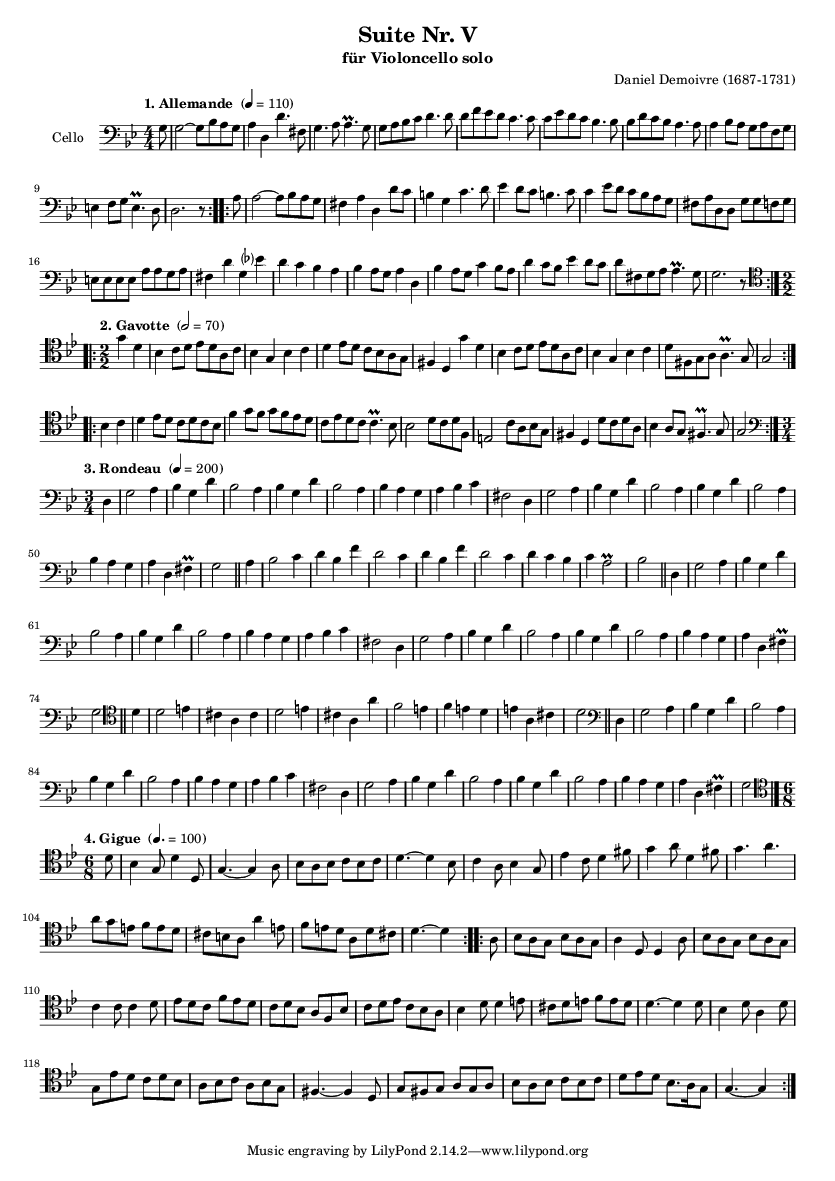 Suite Nr. V
für Violoncello solo
Daniel Demoivre (1687-1731)
1. Allemande (♩ = 110)
Cello
9
16
2. Gavotte (𝅗𝅥 = 70)
3. Rondeau (♩ = 200)
50
61
74
84
4. Gigue (♩. = 100)
104
110
118
Music engraving by LilyPond 2.14.2—www.lilypond.org